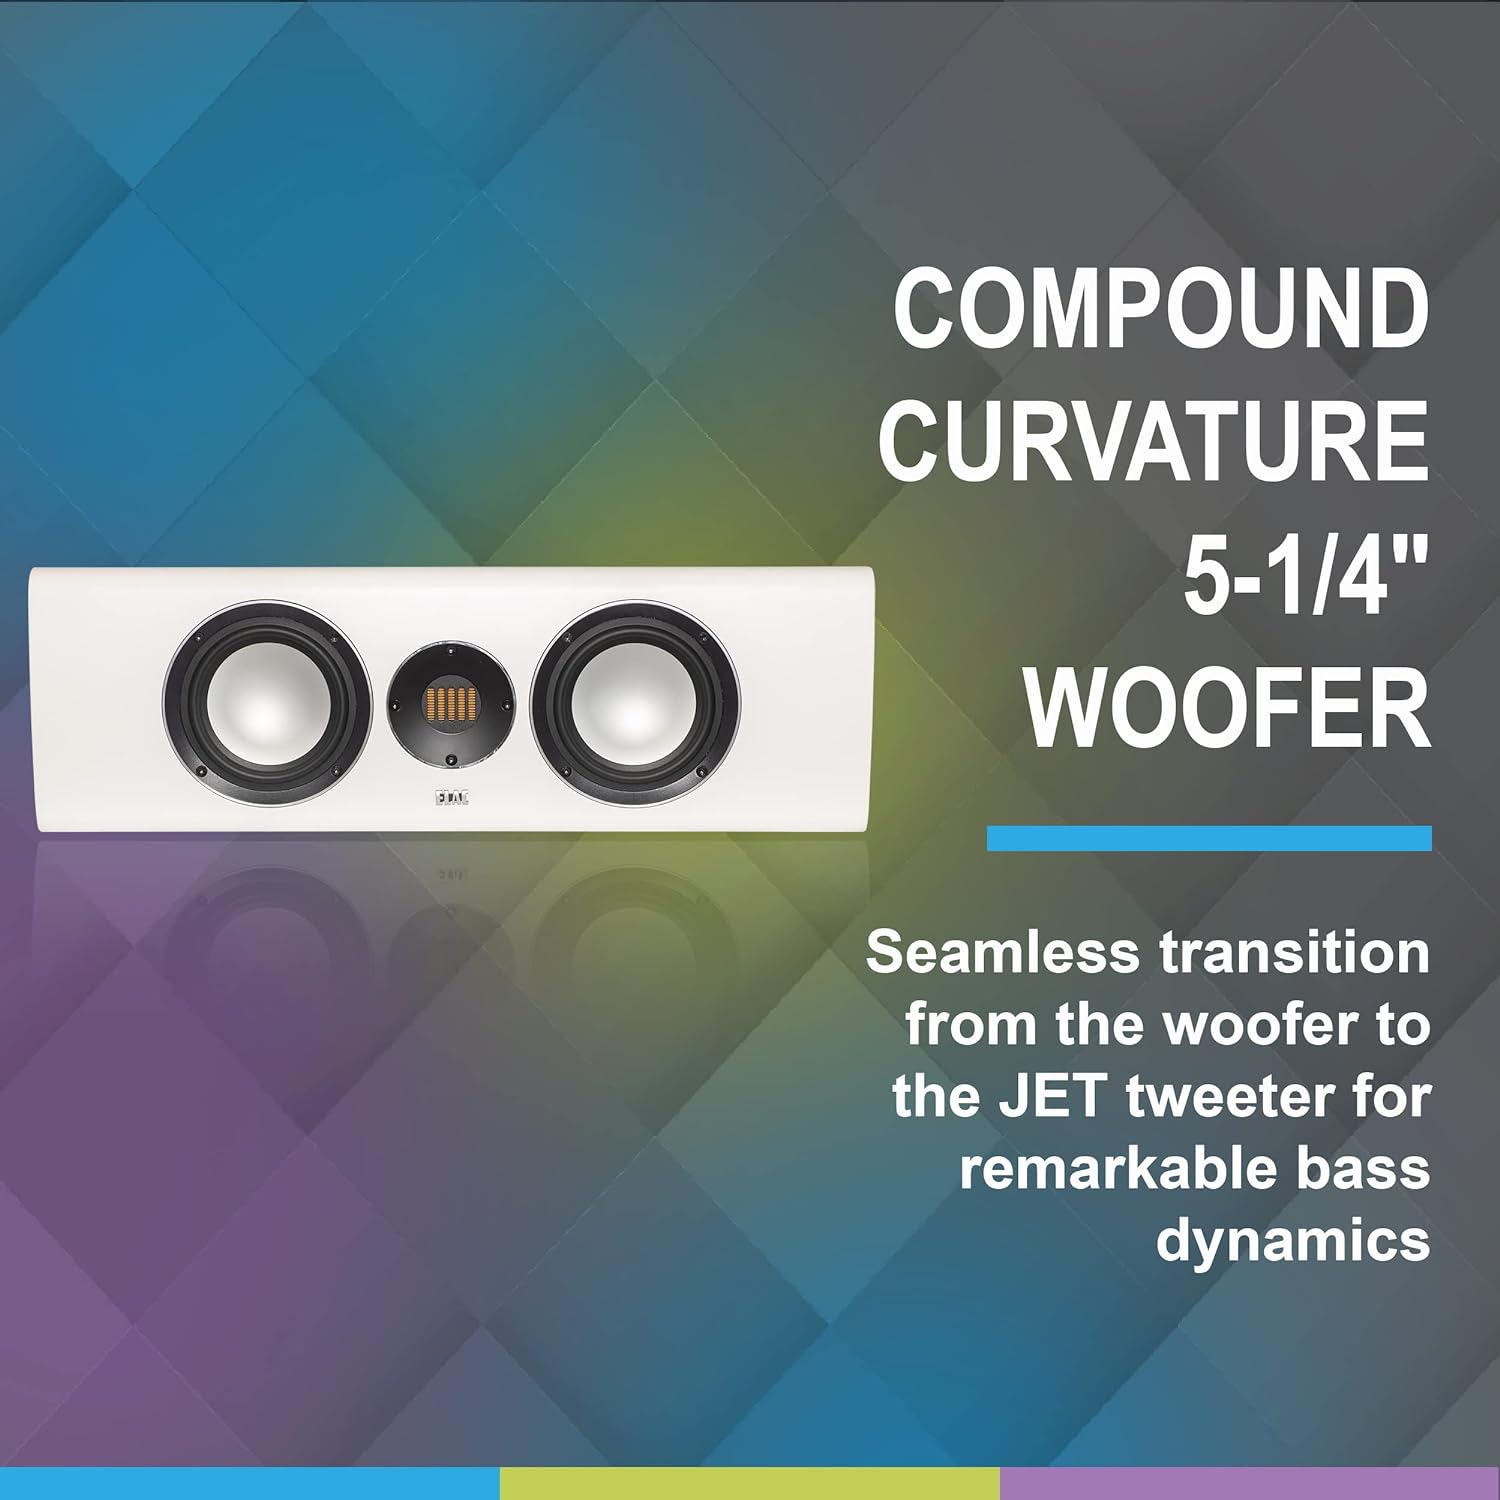 COMPOUND
CURVATURE
5-1/4"
WOOFER
ELAC
Seamless transition
from the woofer to
the JET tweeter for
remarkable bass
dynamics